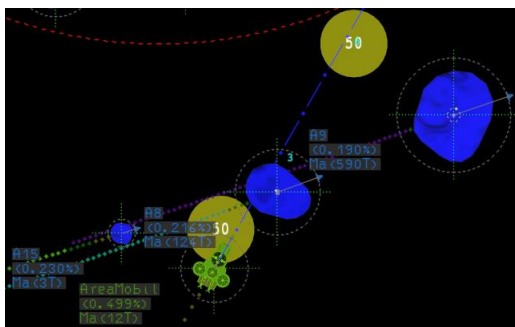 50
3
A9
(0.190%)
Ma(590T)
A8
(0.216%)
Ma(124T)
50
A15
(0.230%)
Ma(3T)
AreaMobil
(0.499%)
Ma(12T)